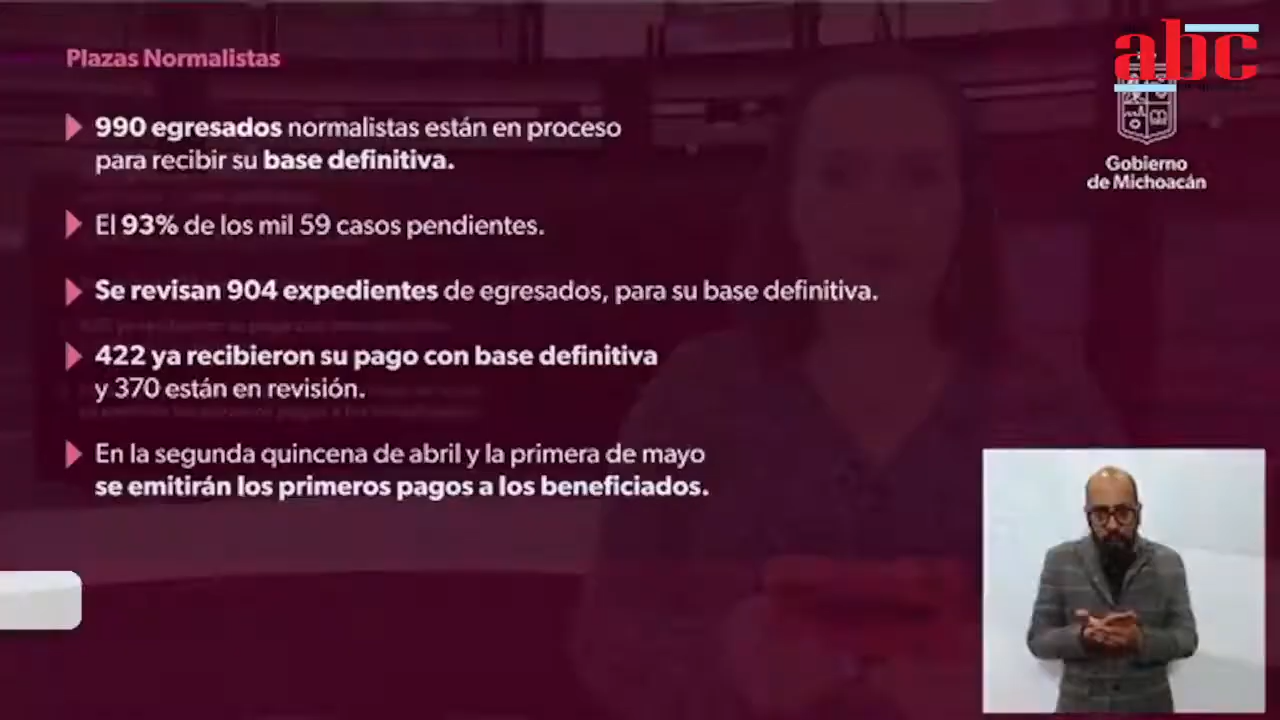 Plazas Normalistas
abc
990 egresados normalistas están en proceso
para recibir su base definitiva.
Gobierno
de Michoacán
El 93% de los mil 59 casos pendientes.
Se revisan 904 expedientes de egresados, para su base definitiva.
422 ya recibieron su pago con base definitiva
y 370 están en revisión.
En la segunda quincena de abril y la primera de mayo
se emitirán los primeros pagos a los beneficiados.